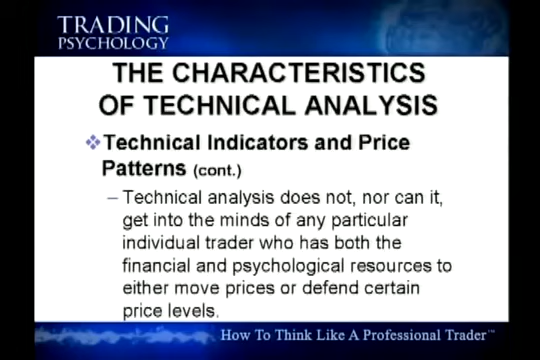 TRADING
PSYCHOLOGY
THE CHARACTERISTICS
OF TECHNICAL ANALYSIS
❖Technical Indicators and Price
Patterns (cont.)
– Technical analysis does not, nor can it,
get into the minds of any particular
individual trader who has both the
financial and psychological resources to
either move prices or defend certain
price levels.
How To Think Like A Professional Trader™